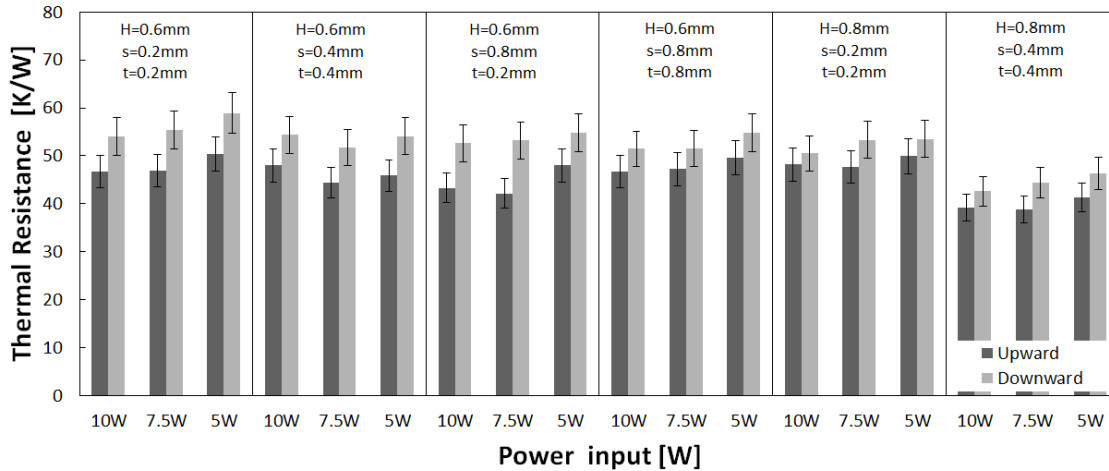 80
70
60
50
40
30
20
10
0
Thermal Resistance [K/W]
H=0.6mm
s=0.2mm
t=0.2mm
H=0.6mm
s=0.4mm
t=0.4mm
H=0.6mm
s=0.8mm
t=0.2mm
H=0.6mm
s=0.8mm
t=0.8mm
H=0.8mm
s=0.2mm
t=0.2mm
H=0.8mm
s=0.4mm
t=0.4mm
Upward
Downward
10W 7.5W 5W 10W 7.5W 5W 10W 7.5W 5W 10W 7.5W 5W 10W 7.5W 5W 10W 7.5W 5W
Power input [W]